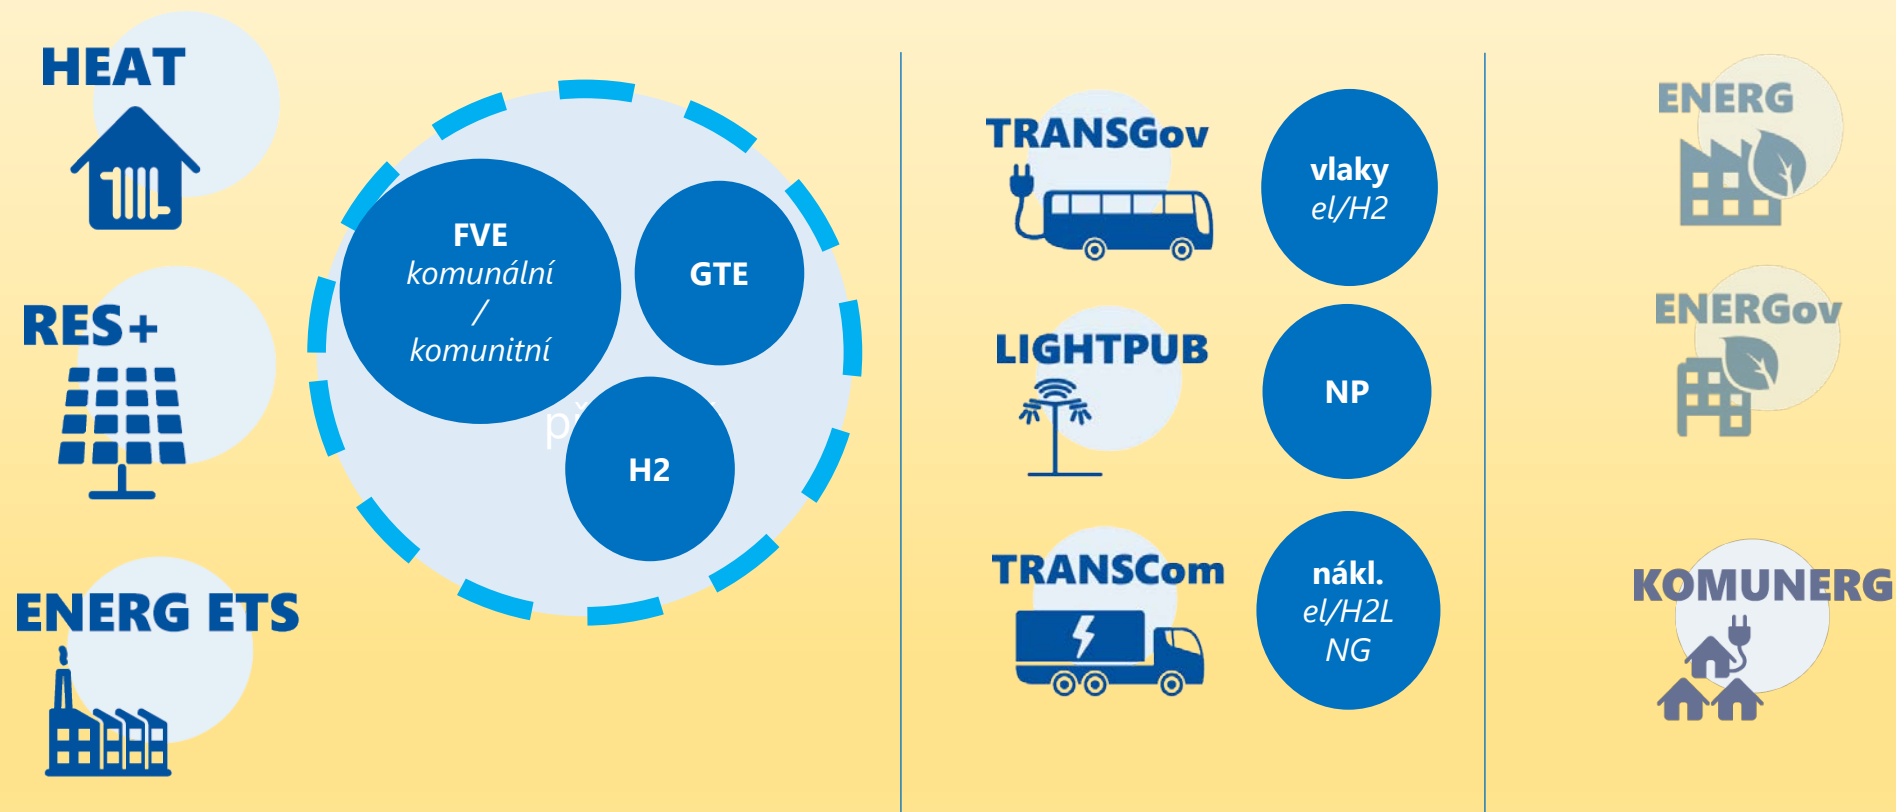 HEAT
RES+
ENERG ETS
FVE
komunální
/
komunitní
GTE
H2
TRANSGov
vlaky
el/H2
LIGHTPUB
NP
TRANSCom
nákl.
el/H2L
NG
ENERG
ENERGov
KOMUNERG